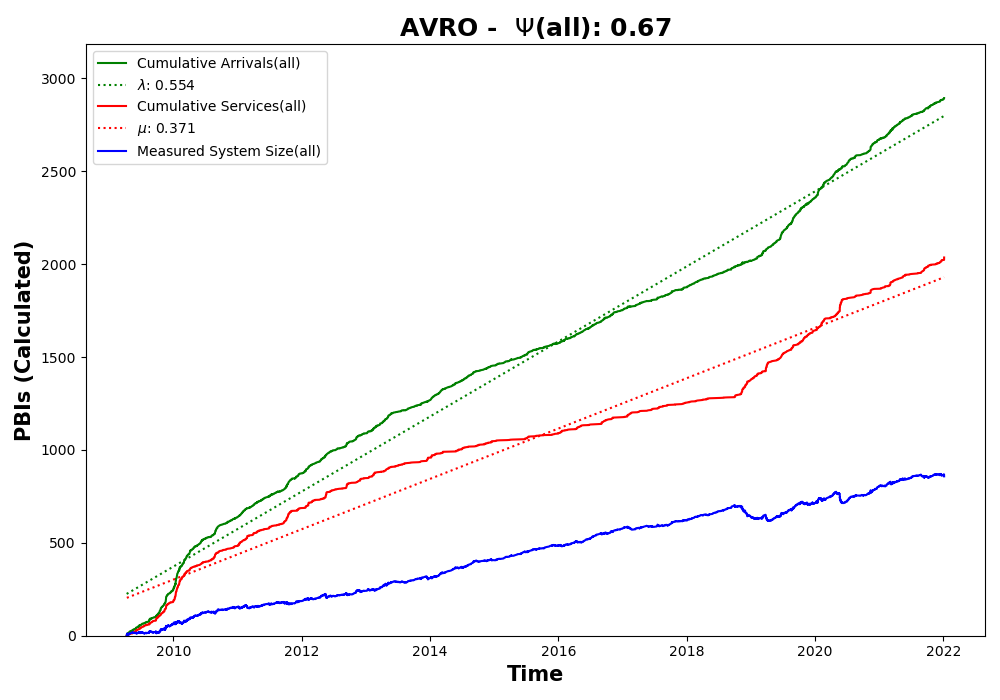 AVRO - Ψ(all): 0.67
Cumulative Arrivals(all)
λ: 0.554
Cumulative Services(all)
μ: 0.371
Measured System Size(all)
PBIs (Calculated)
3000
2500
2000
1500
1000
500
0
2010 2012 2014 2016 2018 2020 2022
Time